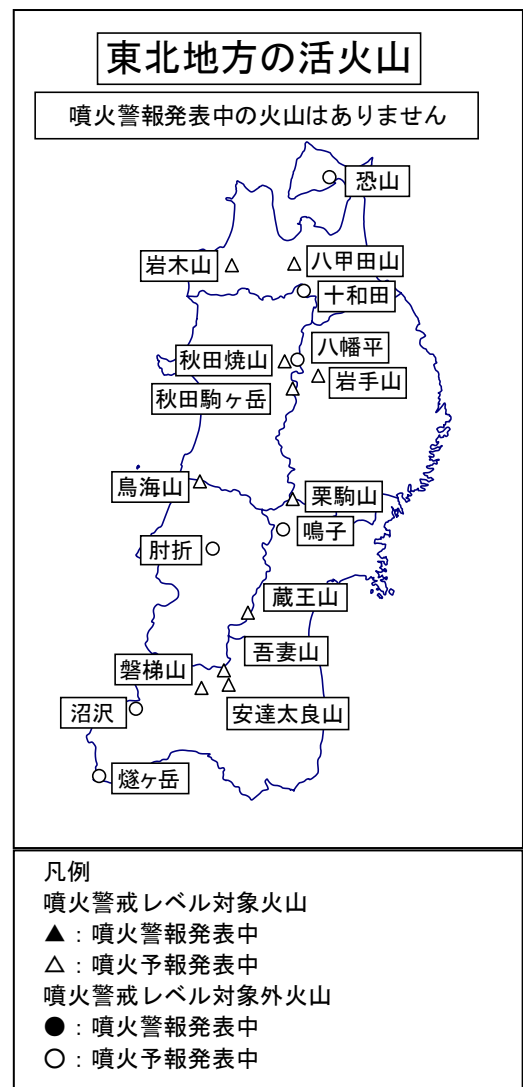 東北地方の活火山
噴火警報発表中の火山はありません
恐山
岩木山
八甲田山
十和田
八幡平
秋田焼山
岩手山
秋田駒ヶ岳
鳥海山
栗駒山
鳴子
肘折
蔵王山
吾妻山
磐梯山
沼沢
安達太良山
燧ヶ岳
凡例
噴火警戒レベル対象火山
▲：噴火警報発表中
△：噴火予報発表中
噴火警戒レベル対象外火山
●：噴火警報発表中
○：噴火予報発表中